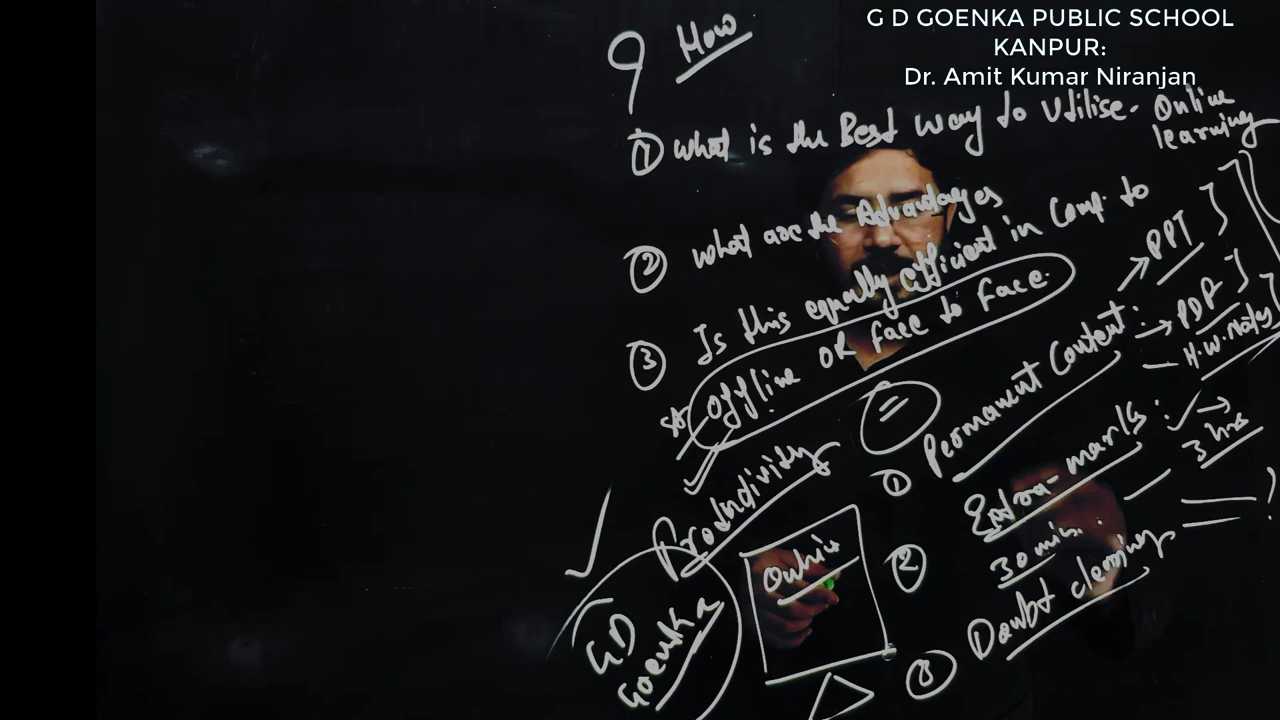 G D GOENKA PUBLIC SCHOOL
KANPUR:
Dr. Amit Kumar Niranjan
How
① What is the Best way to Utilise - Online
learning
② What are the Advantages
③ Is this equally efficient in Comp. to
offline OR face to face.
Productivity
GD
Goenka
① Permanent Content: → PPT
→ PDF
- H.W. Notes
② Extra-marks: ✓ →
3 hrs
30 min.
③ Doubt clearing